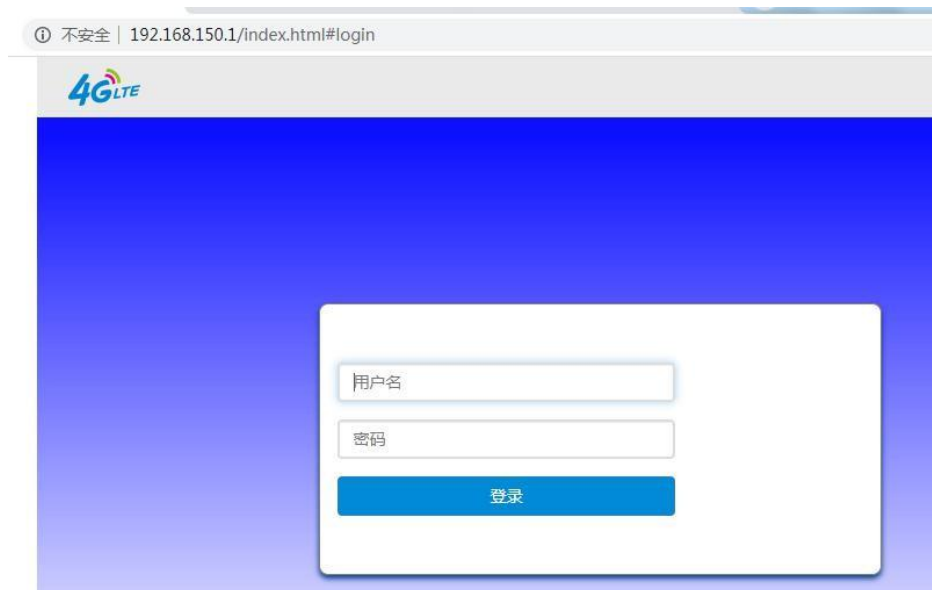 不安全 | 192.168.150.1/index.html#login
4G LTE
用户名
密码
登录